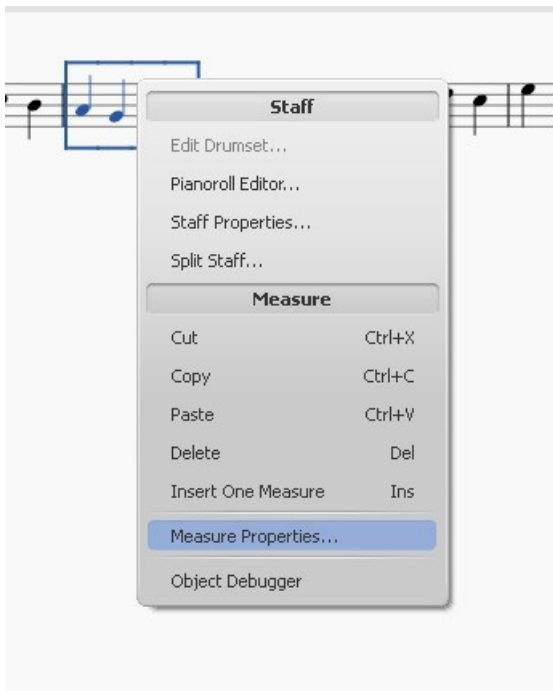 Staff
Edit Drumset...
Pianoroll Editor...
Staff Properties...
Split Staff...
Measure
Cut Ctrl+X
Copy Ctrl+C
Paste Ctrl+V
Delete Del
Insert One Measure Ins
Measure Properties...
Object Debugger